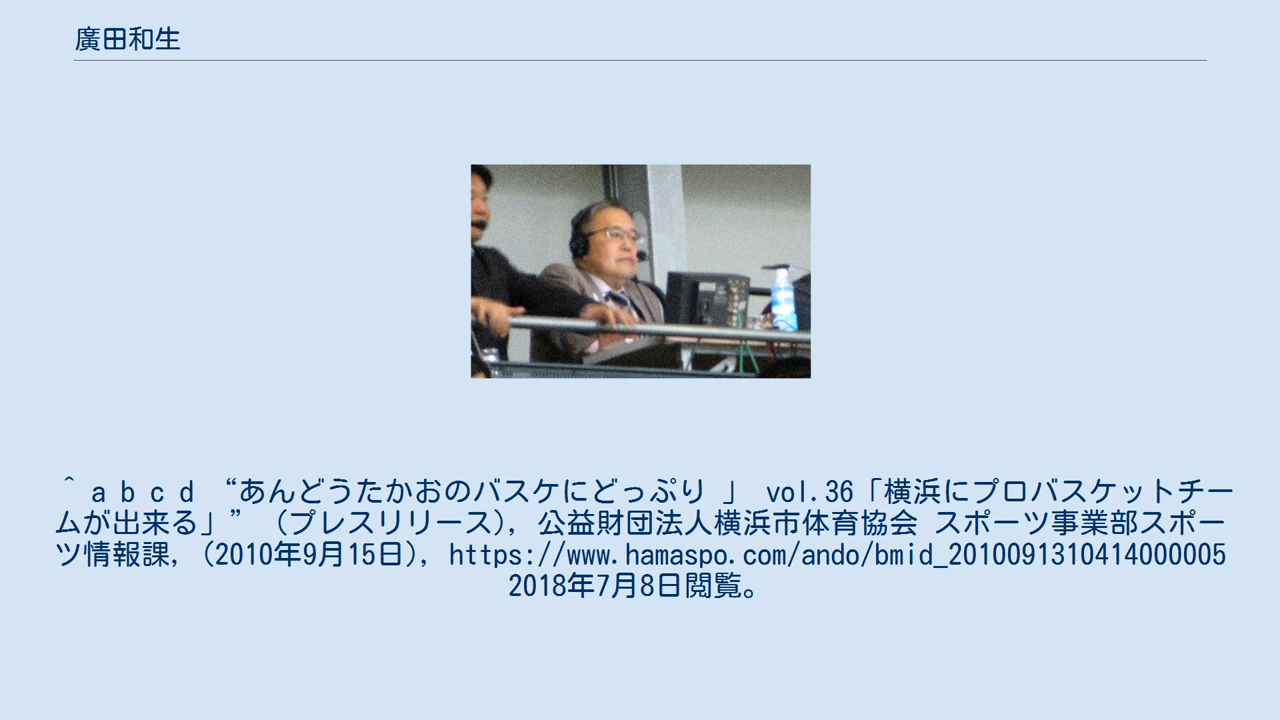 廣田和生
^ a b c d “あんどうたかおのバスケにどっぷり 」 vol.36「横浜にプロバスケットチー
ムが出来る」” (プレスリリース), 公益財団法人横浜市体育協会 スポーツ事業部スポー
ツ情報課, (2010年9月15日), https://www.hamaspo.com/ando/bmid_2010091310414000005
2018年7月8日閲覧。